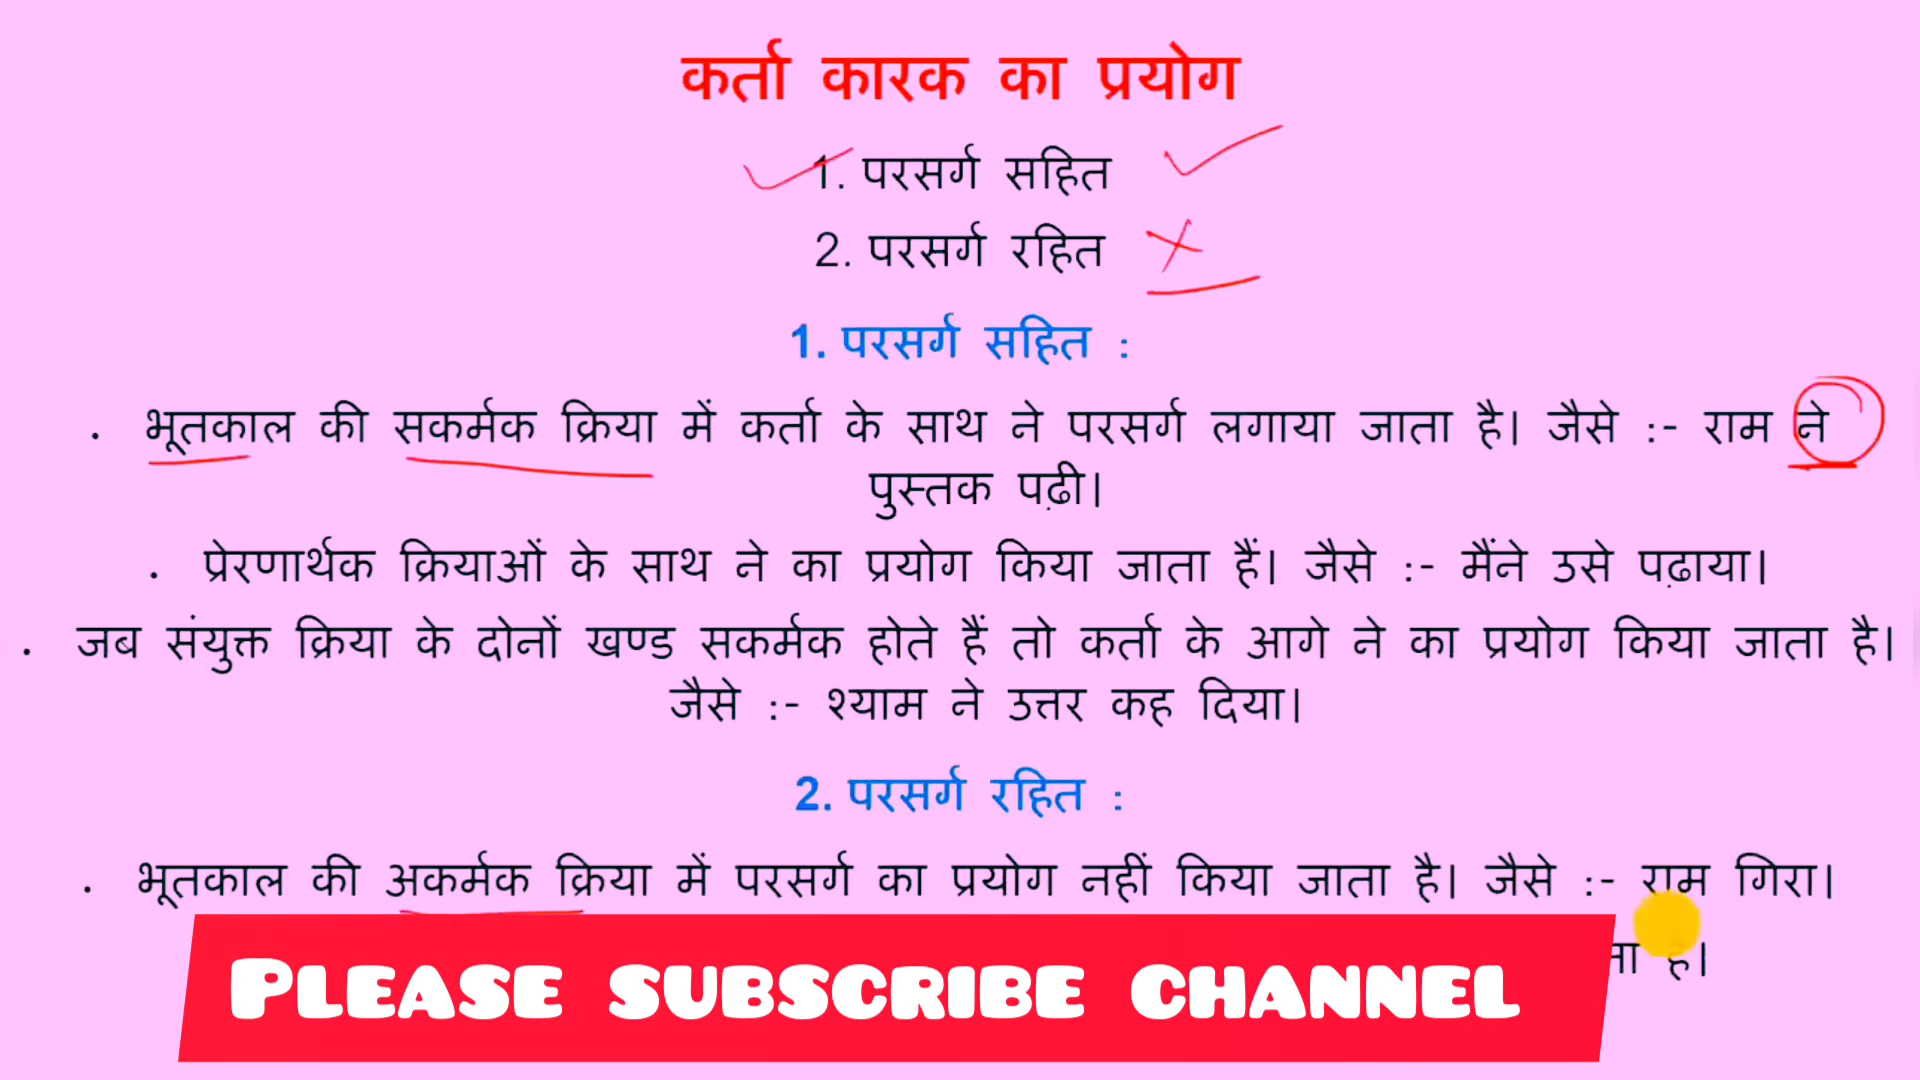 कर्ता कारक का प्रयोग
1. परसर्ग सहित
2. परसर्ग रहित
1. परसर्ग सहित :
. भूतकाल की सकर्मक क्रिया में कर्ता के साथ ने परसर्ग लगाया जाता है। जैसे :- राम ने
पुस्तक पढ़ी।
. प्रेरणार्थक क्रियाओं के साथ ने का प्रयोग किया जाता हैं। जैसे :- मैंने उसे पढ़ाया।
. जब संयुक्त क्रिया के दोनों खण्ड सकर्मक होते हैं तो कर्ता के आगे ने का प्रयोग किया जाता है।
जैसे :- श्याम ने उत्तर कह दिया।
2. परसर्ग रहित :
. भूतकाल की अकर्मक क्रिया में परसर्ग का प्रयोग नहीं किया जाता है। जैसे :- राम गिरा।
है।
PLEASE SUBSCRIBE CHANNEL